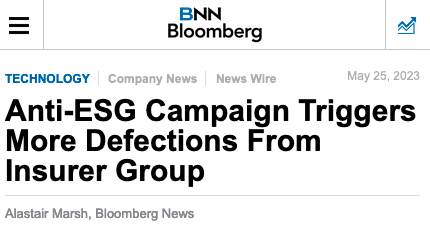 BNN
Bloomberg
TECHNOLOGY Company News News Wire May 25, 2023
Anti-ESG Campaign Triggers
More Defections From
Insurer Group
Alastair Marsh, Bloomberg News